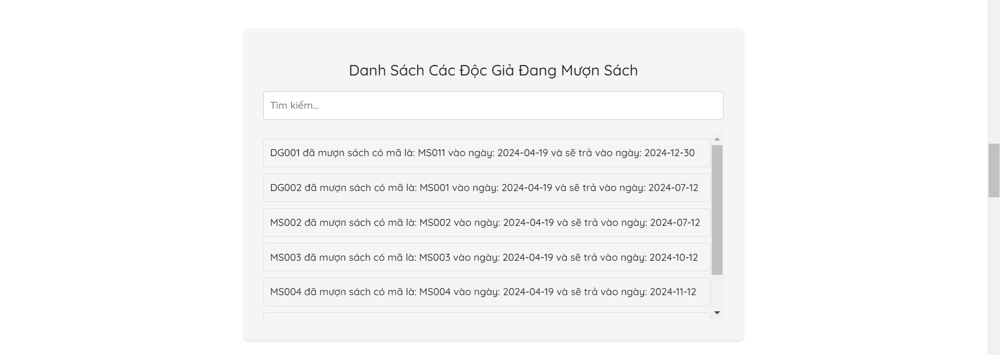 Danh Sách Các Độc Giả Đang Mượn Sách
Tìm kiếm...
DG001 đã mượn sách có mã là: MS011 vào ngày: 2024-04-19 và sẽ trả vào ngày: 2024-12-30
DG002 đã mượn sách có mã là: MS001 vào ngày: 2024-04-19 và sẽ trả vào ngày: 2024-07-12
MS002 đã mượn sách có mã là: MS002 vào ngày: 2024-04-19 và sẽ trả vào ngày: 2024-07-12
MS003 đã mượn sách có mã là: MS003 vào ngày: 2024-04-19 và sẽ trả vào ngày: 2024-10-12
MS004 đã mượn sách có mã là: MS004 vào ngày: 2024-04-19 và sẽ trả vào ngày: 2024-11-12